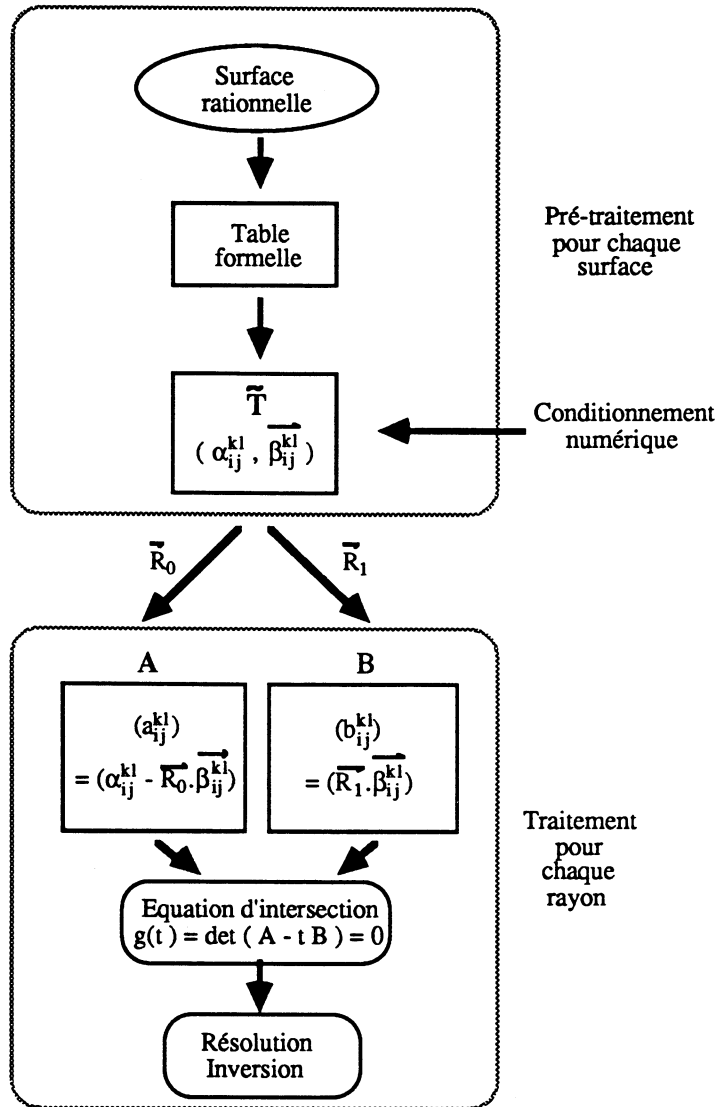 Surface
rationnelle
Table
formelle
Pré-traitement
pour chaque
surface
T̃
( α_ij^kl , β_ij^kl )
Conditionnement
numérique
R̃₀
R̃₁
A
B
(a_ij^kl)
= (α_ij^kl - R₀.β_ij^kl)
(b_ij^kl)
= (R₁.β_ij^kl)
Traitement
pour
chaque
rayon
Equation d'intersection
g(t) = det ( A - t B ) = 0
Résolution
Inversion